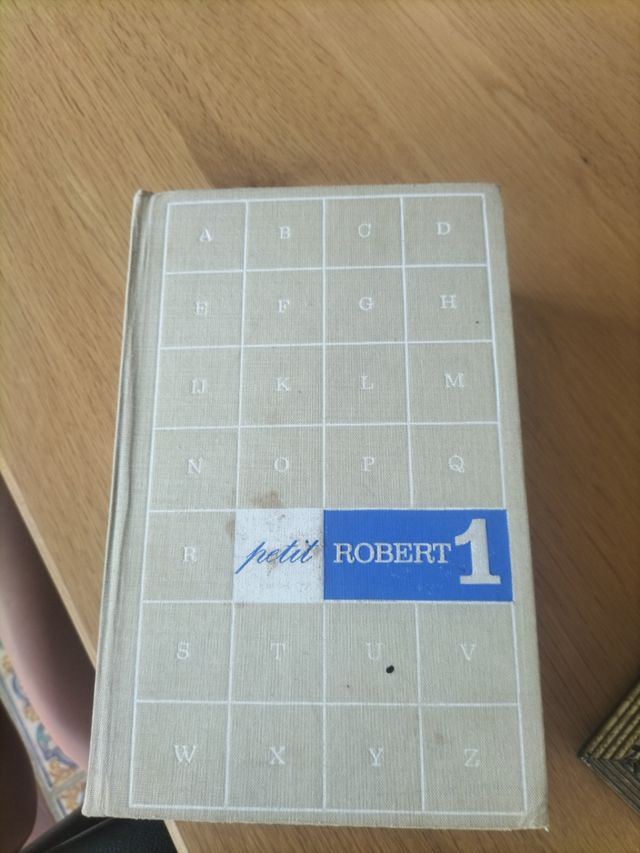 A B C D
E F G H
IJ K L M
N O P Q
R petit ROBERT 1
S T U V
W X Y Z